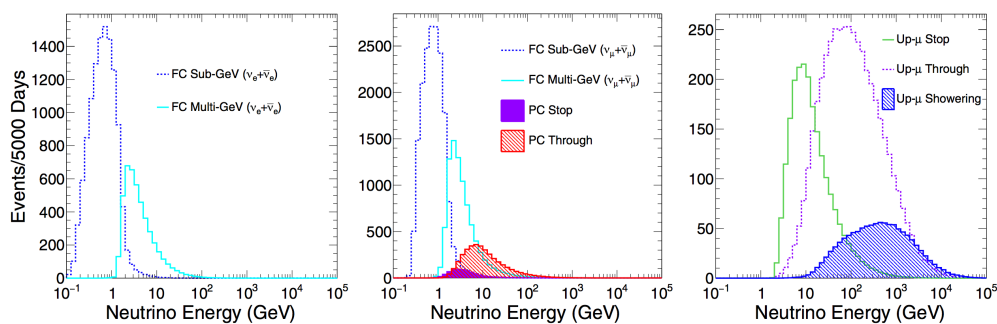 Events/5000 Days
1400
1200
1000
800
600
400
200
0
FC Sub-GeV (νe+ν̅e)
FC Multi-GeV (νe+ν̅e)
10⁻¹ 1 10 10² 10³ 10⁴ 10⁵
Neutrino Energy (GeV)
2500
2000
1500
1000
500
0
FC Sub-GeV (νμ+ν̅μ)
FC Multi-GeV (νμ+ν̅μ)
PC Stop
PC Through
10⁻¹ 1 10 10² 10³ 10⁴ 10⁵
Neutrino Energy (GeV)
250
200
150
100
50
0
Up-μ Stop
Up-μ Through
Up-μ Showering
10⁻¹ 1 10 10² 10³ 10⁴ 10⁵
Neutrino Energy (GeV)